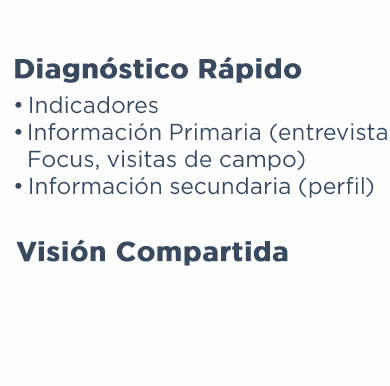 Diagnóstico Rápido
• Indicadores
• Información Primaria (entrevista
Focus, visitas de campo)
• Información secundaria (perfil)
Visión Compartida